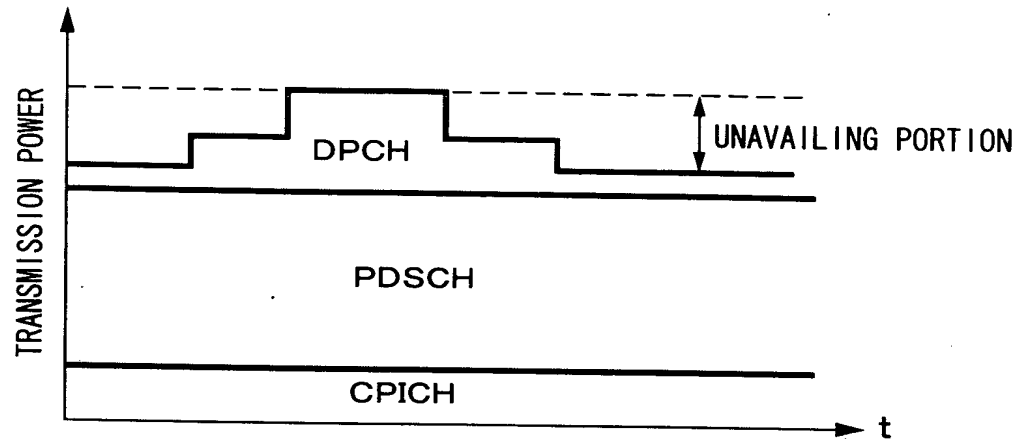 TRANSMISSION POWER
DPCH
UNAVAILING PORTION
PDSCH
CPICH
t